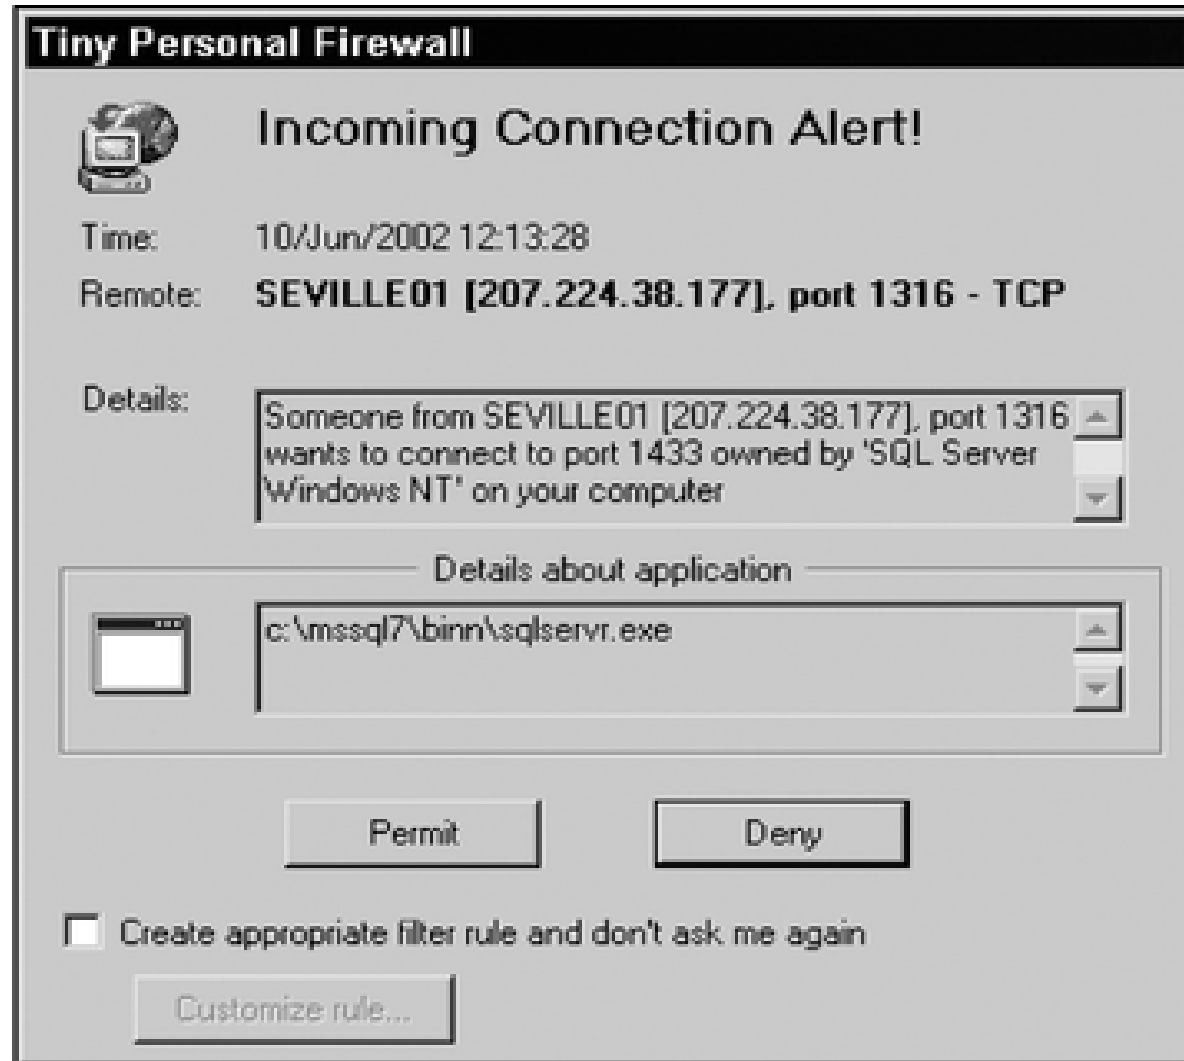 Tiny Personal Firewall
Incoming Connection Alert!
Time: 10/Jun/2002 12:13:28
Remote: SEVILLE01 [207.224.38.177], port 1316 - TCP
Details:
Someone from SEVILLE01 [207.224.38.177], port 1316
wants to connect to port 1433 owned by 'SQL Server
Windows NT' on your computer
Details about application
c:\mssql7\binn\sqlservr.exe
Permit Deny
Create appropriate filter rule and don't ask me again
Customize rule...